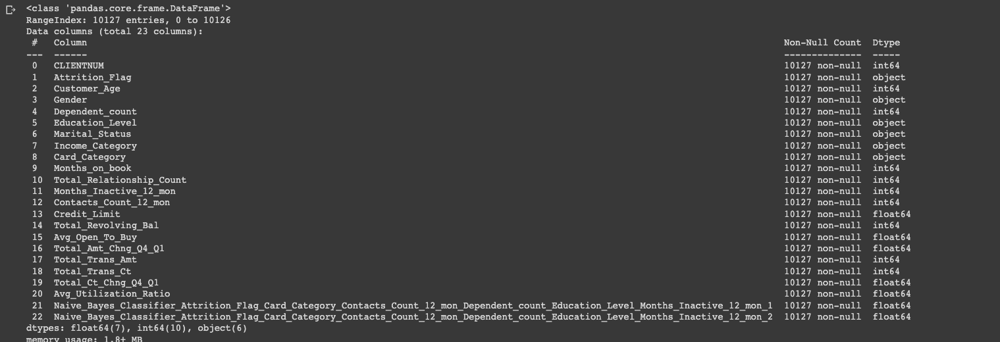 <class 'pandas.core.frame.DataFrame'>
RangeIndex: 10127 entries, 0 to 10126
Data columns (total 23 columns):
 #   Column                                                                                                                              Non-Null Count  Dtype
---  ------                                                                                                                              --------------  -----
 0   CLIENTNUM                                                                                                                           10127 non-null  int64
 1   Attrition_Flag                                                                                                                      10127 non-null  object
 2   Customer_Age                                                                                                                        10127 non-null  int64
 3   Gender                                                                                                                              10127 non-null  object
 4   Dependent_count                                                                                                                     10127 non-null  int64
 5   Education_Level                                                                                                                     10127 non-null  object
 6   Marital_Status                                                                                                                      10127 non-null  object
 7   Income_Category                                                                                                                     10127 non-null  object
 8   Card_Category                                                                                                                       10127 non-null  object
 9   Months_on_book                                                                                                                      10127 non-null  int64
 10  Total_Relationship_Count                                                                                                            10127 non-null  int64
 11  Months_Inactive_12_mon                                                                                                              10127 non-null  int64
 12  Contacts_Count_12_mon                                                                                                               10127 non-null  int64
 13  Credit_Limit                                                                                                                        10127 non-null  float64
 14  Total_Revolving_Bal                                                                                                                 10127 non-null  int64
 15  Avg_Open_To_Buy                                                                                                                     10127 non-null  float64
 16  Total_Amt_Chng_Q4_Q1                                                                                                                10127 non-null  float64
 17  Total_Trans_Amt                                                                                                                     10127 non-null  int64
 18  Total_Trans_Ct                                                                                                                      10127 non-null  int64
 19  Total_Ct_Chng_Q4_Q1                                                                                                                 10127 non-null  float64
 20  Avg_Utilization_Ratio                                                                                                               10127 non-null  float64
 21  Naive_Bayes_Classifier_Attrition_Flag_Card_Category_Contacts_Count_12_mon_Dependent_count_Education_Level_Months_Inactive_12_mon_1  10127 non-null  float64
 22  Naive_Bayes_Classifier_Attrition_Flag_Card_Category_Contacts_Count_12_mon_Dependent_count_Education_Level_Months_Inactive_12_mon_2  10127 non-null  float64
dtypes: float64(7), int64(10), object(6)
memory usage: 1.8+ MB